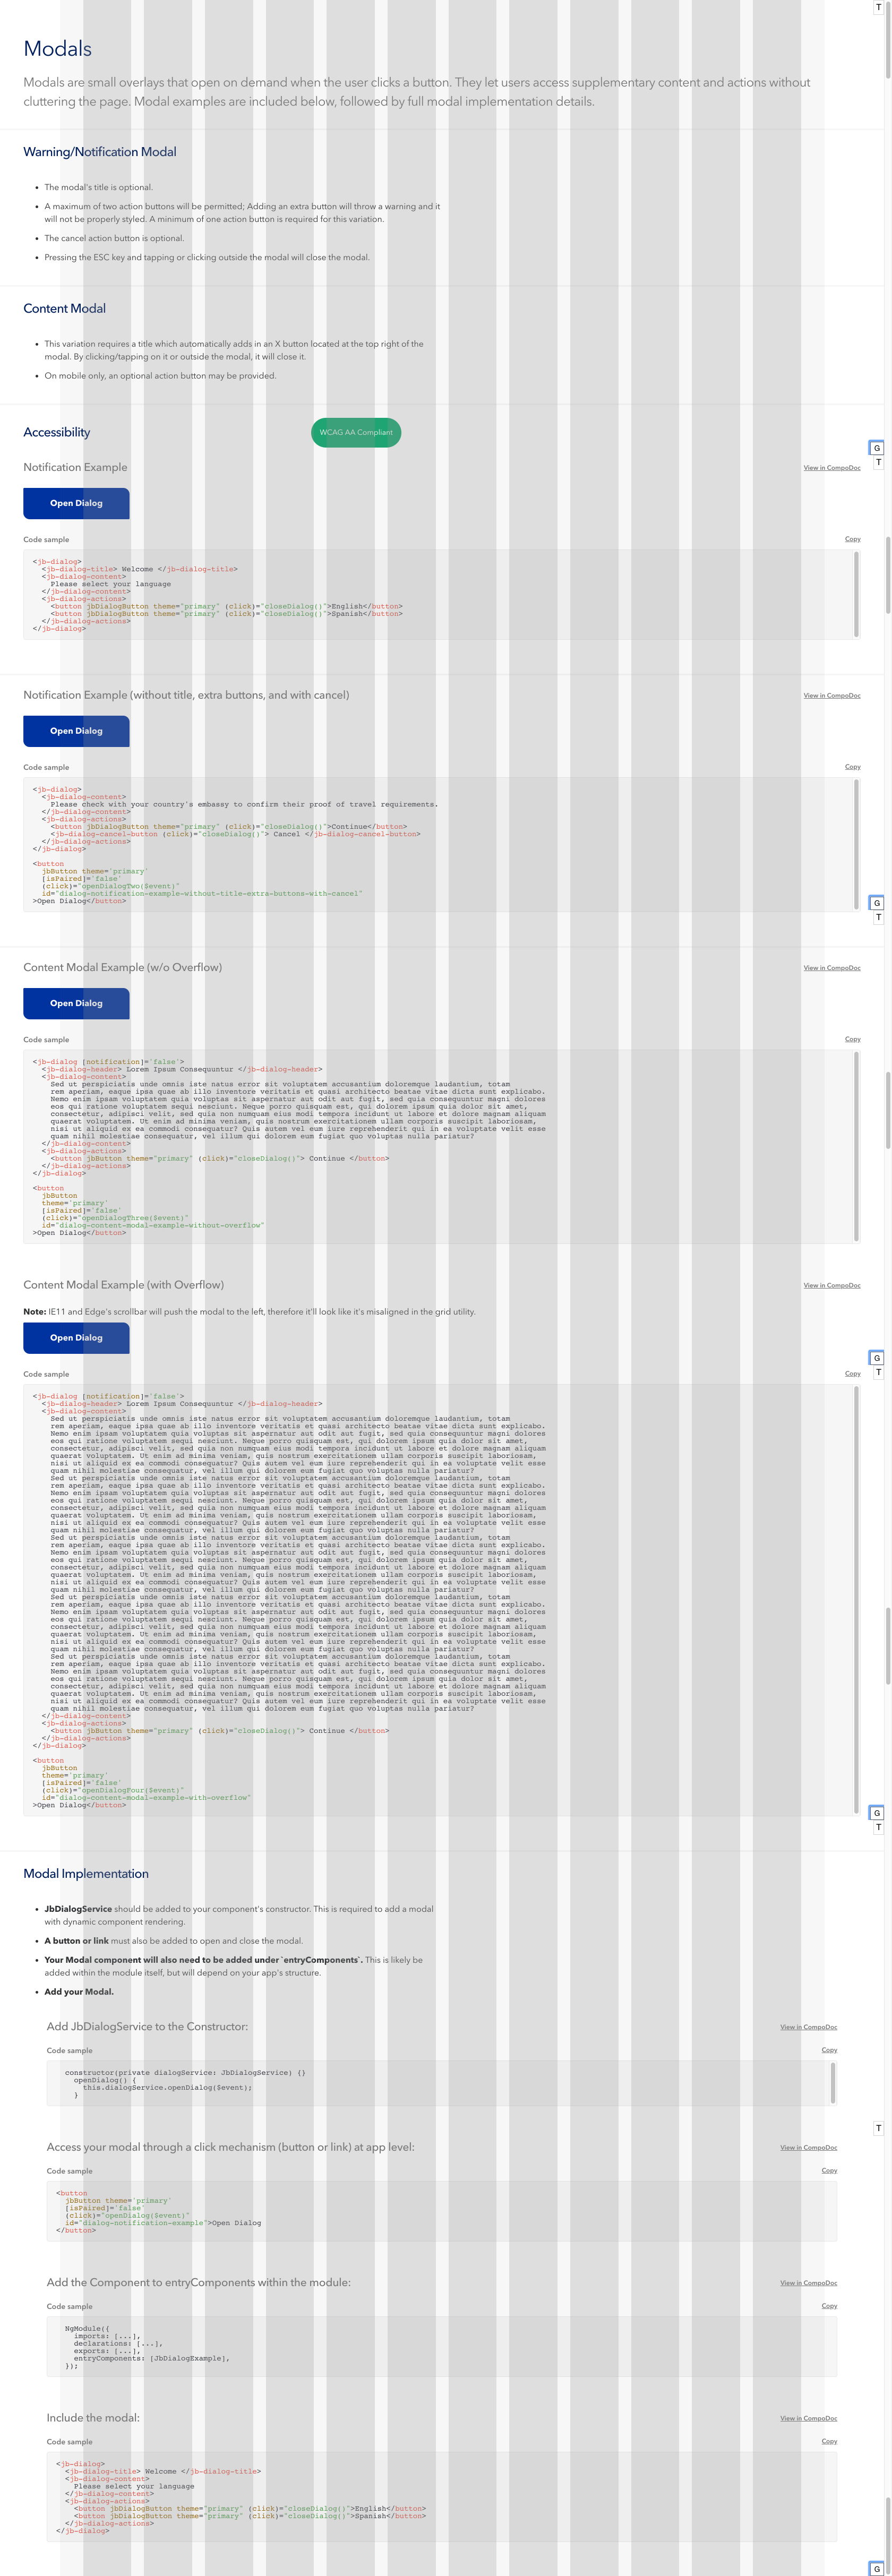 T
Modals
Modals are small overlays that open on demand when the user clicks a button. They let users access supplementary content and actions without
cluttering the page. Modal examples are included below, followed by full modal implementation details.
Warning/Notification Modal
• The modal's title is optional.
• A maximum of two action buttons will be permitted; Adding an extra button will throw a warning and it
will not be properly styled. A minimum of one action button is required for this variation.
• The cancel action button is optional.
• Pressing the ESC key and tapping or clicking outside the modal will close the modal.
Content Modal
• This variation requires a title which automatically adds in an X button located at the top right of the
modal. By clicking/tapping on it or outside the modal, it will close it.
• On mobile only, an optional action button may be provided.
Accessibility
WCAG AA Compliant
G
T
Notification Example
View in CompoDoc
Open Dialog
Code sample
Copy
<jb-dialog>
<jb-dialog-title> Welcome </jb-dialog-title>
<jb-dialog-content>
Please select your language
</jb-dialog-content>
<jb-dialog-actions>
<button jbDialogButton theme="primary" (click)="closeDialog()">English</button>
<button jbDialogButton theme="primary" (click)="closeDialog()">Spanish</button>
</jb-dialog-actions>
</jb-dialog>
Notification Example (without title, extra buttons, and with cancel)
View in CompoDoc
Open Dialog
Code sample
Copy
<jb-dialog>
<jb-dialog-content>
Please check with your country's embassy to confirm their proof of travel requirements.
</jb-dialog-content>
<jb-dialog-actions>
<button jbDialogButton theme="primary" (click)="closeDialog()">Continue</button>
<jb-dialog-cancel-button (click)="closeDialog()"> Cancel </jb-dialog-cancel-button>
</jb-dialog-actions>
</jb-dialog>
<button
jbButton theme='primary'
[isPaired]='false'
(click)="openDialogTwo($event)"
id="dialog-notification-example-without-title-extra-buttons-with-cancel"
>Open Dialog</button>
G
T
Content Modal Example (w/o Overflow)
View in CompoDoc
Open Dialog
Code sample
Copy
<jb-dialog [notification]='false'>
<jb-dialog-header> Lorem Ipsum Consequuntur </jb-dialog-header>
<jb-dialog-content>
Sed ut perspiciatis unde omnis iste natus error sit voluptatem accusantium doloremque laudantium, totam
rem aperiam, eaque ipsa quae ab illo inventore veritatis et quasi architecto beatae vitae dicta sunt explicabo.
Nemo enim ipsam voluptatem quia voluptas sit aspernatur aut odit aut fugit, sed quia consequuntur magni dolores
eos qui ratione voluptatem sequi nesciunt. Neque porro quisquam est, qui dolorem ipsum quia dolor sit amet,
consectetur, adipisci velit, sed quia non numquam eius modi tempora incidunt ut labore et dolore magnam aliquam
quaerat voluptatem. Ut enim ad minima veniam, quis nostrum exercitationem ullam corporis suscipit laboriosam,
nisi ut aliquid ex ea commodi consequatur? Quis autem vel eum iure reprehenderit qui in ea voluptate velit esse
quam nihil molestiae consequatur, vel illum qui dolorem eum fugiat quo voluptas nulla pariatur?
</jb-dialog-content>
<jb-dialog-actions>
<button jbButton theme="primary" (click)="closeDialog()"> Continue </button>
</jb-dialog-actions>
</jb-dialog>
<button
jbButton
theme='primary'
[isPaired]='false'
(click)="openDialogThree($event)"
id="dialog-content-modal-example-without-overflow"
>Open Dialog</button>
Content Modal Example (with Overflow)
View in CompoDoc
Note: IE11 and Edge's scrollbar will push the modal to the left, therefore it'll look like it's misaligned in the grid utility.
Open Dialog
G
T
Code sample
Copy
<jb-dialog [notification]='false'>
<jb-dialog-header> Lorem Ipsum Consequuntur </jb-dialog-header>
<jb-dialog-content>
Sed ut perspiciatis unde omnis iste natus error sit voluptatem accusantium doloremque laudantium, totam
rem aperiam, eaque ipsa quae ab illo inventore veritatis et quasi architecto beatae vitae dicta sunt explicabo.
Nemo enim ipsam voluptatem quia voluptas sit aspernatur aut odit aut fugit, sed quia consequuntur magni dolores
eos qui ratione voluptatem sequi nesciunt. Neque porro quisquam est, qui dolorem ipsum quia dolor sit amet,
consectetur, adipisci velit, sed quia non numquam eius modi tempora incidunt ut labore et dolore magnam aliquam
quaerat voluptatem. Ut enim ad minima veniam, quis nostrum exercitationem ullam corporis suscipit laboriosam,
nisi ut aliquid ex ea commodi consequatur? Quis autem vel eum iure reprehenderit qui in ea voluptate velit esse
quam nihil molestiae consequatur, vel illum qui dolorem eum fugiat quo voluptas nulla pariatur?
Sed ut perspiciatis unde omnis iste natus error sit voluptatem accusantium doloremque laudantium, totam
rem aperiam, eaque ipsa quae ab illo inventore veritatis et quasi architecto beatae vitae dicta sunt explicabo.
Nemo enim ipsam voluptatem quia voluptas sit aspernatur aut odit aut fugit, sed quia consequuntur magni dolores
eos qui ratione voluptatem sequi nesciunt. Neque porro quisquam est, qui dolorem ipsum quia dolor sit amet,
consectetur, adipisci velit, sed quia non numquam eius modi tempora incidunt ut labore et dolore magnam aliquam
quaerat voluptatem. Ut enim ad minima veniam, quis nostrum exercitationem ullam corporis suscipit laboriosam,
nisi ut aliquid ex ea commodi consequatur? Quis autem vel eum iure reprehenderit qui in ea voluptate velit esse
quam nihil molestiae consequatur, vel illum qui dolorem eum fugiat quo voluptas nulla pariatur?
Sed ut perspiciatis unde omnis iste natus error sit voluptatem accusantium doloremque laudantium, totam
rem aperiam, eaque ipsa quae ab illo inventore veritatis et quasi architecto beatae vitae dicta sunt explicabo.
Nemo enim ipsam voluptatem quia voluptas sit aspernatur aut odit aut fugit, sed quia consequuntur magni dolores
eos qui ratione voluptatem sequi nesciunt. Neque porro quisquam est, qui dolorem ipsum quia dolor sit amet,
consectetur, adipisci velit, sed quia non numquam eius modi tempora incidunt ut labore et dolore magnam aliquam
quaerat voluptatem. Ut enim ad minima veniam, quis nostrum exercitationem ullam corporis suscipit laboriosam,
nisi ut aliquid ex ea commodi consequatur? Quis autem vel eum iure reprehenderit qui in ea voluptate velit esse
quam nihil molestiae consequatur, vel illum qui dolorem eum fugiat quo voluptas nulla pariatur?
Sed ut perspiciatis unde omnis iste natus error sit voluptatem accusantium doloremque laudantium, totam
rem aperiam, eaque ipsa quae ab illo inventore veritatis et quasi architecto beatae vitae dicta sunt explicabo.
Nemo enim ipsam voluptatem quia voluptas sit aspernatur aut odit aut fugit, sed quia consequuntur magni dolores
eos qui ratione voluptatem sequi nesciunt. Neque porro quisquam est, qui dolorem ipsum quia dolor sit amet,
consectetur, adipisci velit, sed quia non numquam eius modi tempora incidunt ut labore et dolore magnam aliquam
quaerat voluptatem. Ut enim ad minima veniam, quis nostrum exercitationem ullam corporis suscipit laboriosam,
nisi ut aliquid ex ea commodi consequatur? Quis autem vel eum iure reprehenderit qui in ea voluptate velit esse
quam nihil molestiae consequatur, vel illum qui dolorem eum fugiat quo voluptas nulla pariatur?
Sed ut perspiciatis unde omnis iste natus error sit voluptatem accusantium doloremque laudantium, totam
rem aperiam, eaque ipsa quae ab illo inventore veritatis et quasi architecto beatae vitae dicta sunt explicabo.
Nemo enim ipsam voluptatem quia voluptas sit aspernatur aut odit aut fugit, sed quia consequuntur magni dolores
eos qui ratione voluptatem sequi nesciunt. Neque porro quisquam est, qui dolorem ipsum quia dolor sit amet,
consectetur, adipisci velit, sed quia non numquam eius modi tempora incidunt ut labore et dolore magnam aliquam
quaerat voluptatem. Ut enim ad minima veniam, quis nostrum exercitationem ullam corporis suscipit laboriosam,
nisi ut aliquid ex ea commodi consequatur? Quis autem vel eum iure reprehenderit qui in ea voluptate velit esse
quam nihil molestiae consequatur, vel illum qui dolorem eum fugiat quo voluptas nulla pariatur?
</jb-dialog-content>
<jb-dialog-actions>
<button jbButton theme="primary" (click)="closeDialog()"> Continue </button>
</jb-dialog-actions>
</jb-dialog>
<button
jbButton
theme='primary'
[isPaired]='false'
(click)="openDialogFour($event)"
id="dialog-content-modal-example-with-overflow"
>Open Dialog</button>
G
T
Modal Implementation
• JbDialogService should be added to your component's constructor. This is required to add a modal
with dynamic component rendering.
• A button or link must also be added to open and close the modal.
• Your Modal component will also need to be added under `entryComponents`. This is likely be
added within the module itself, but will depend on your app's structure.
• Add your Modal.
Add JbDialogService to the Constructor:
View in CompoDoc
Code sample
Copy
constructor(private dialogService: JbDialogService) {}
openDialog() {
this.dialogService.openDialog($event);
}
T
Access your modal through a click mechanism (button or link) at app level:
View in CompoDoc
Code sample
Copy
<button
jbButton theme='primary'
[isPaired]='false'
(click)="openDialog($event)"
id="dialog-notification-example">Open Dialog
</button>
Add the Component to entryComponents within the module:
View in CompoDoc
Code sample
Copy
NgModule({
imports: [...],
declarations: [...],
exports: [...],
entryComponents: [JbDialogExample],
});
Include the modal:
View in CompoDoc
Code sample
Copy
<jb-dialog>
<jb-dialog-title> Welcome </jb-dialog-title>
<jb-dialog-content>
Please select your language
</jb-dialog-content>
<jb-dialog-actions>
<button jbDialogButton theme="primary" (click)="closeDialog()">English</button>
<button jbDialogButton theme="primary" (click)="closeDialog()">Spanish</button>
</jb-dialog-actions>
</jb-dialog>
G